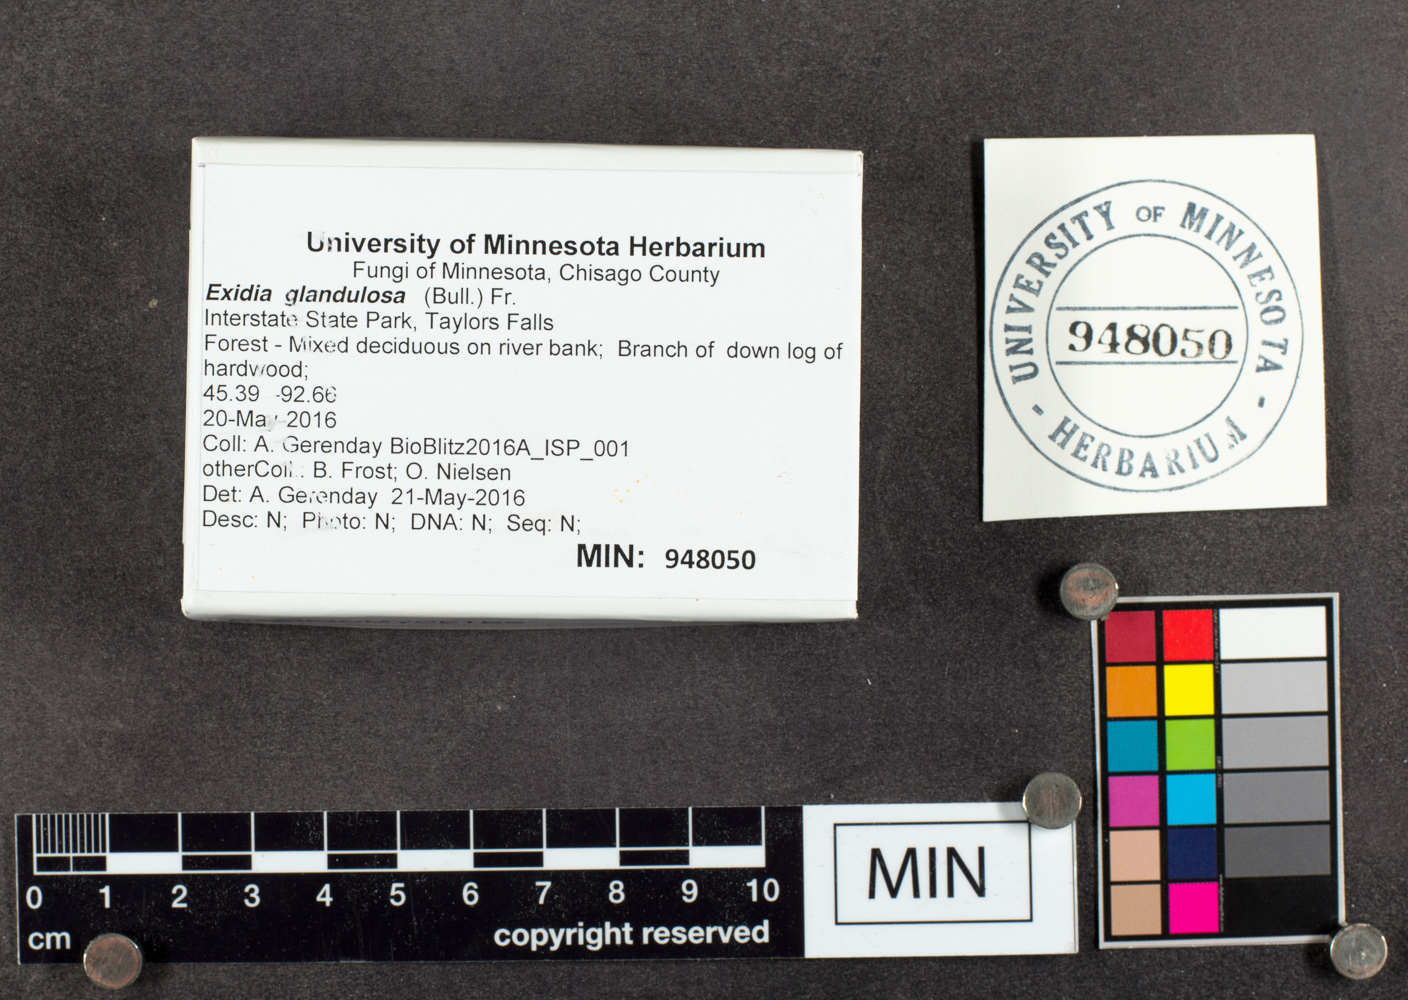 University of Minnesota Herbarium
Fungi of Minnesota, Chisago County
Exidia glandulosa (Bull.) Fr.
Interstate State Park, Taylors Falls
Forest - Mixed deciduous on river bank; Branch of down log of
hardwood;
45.39 -92.66
20-May-2016
Coll: A. Gerenday BioBlitz2016A_ISP_001
otherColl.: B. Frost; O. Nielsen
Det: A. Gerenday 21-May-2016
Desc: N; Photo: N; DNA: N; Seq: N;
MIN: 948050
UNIVERSITY OF MINNESOTA
948050
- HERBARIUM -
0 1 2 3 4 5 6 7 8 9 10
cm
copyright reserved
MIN